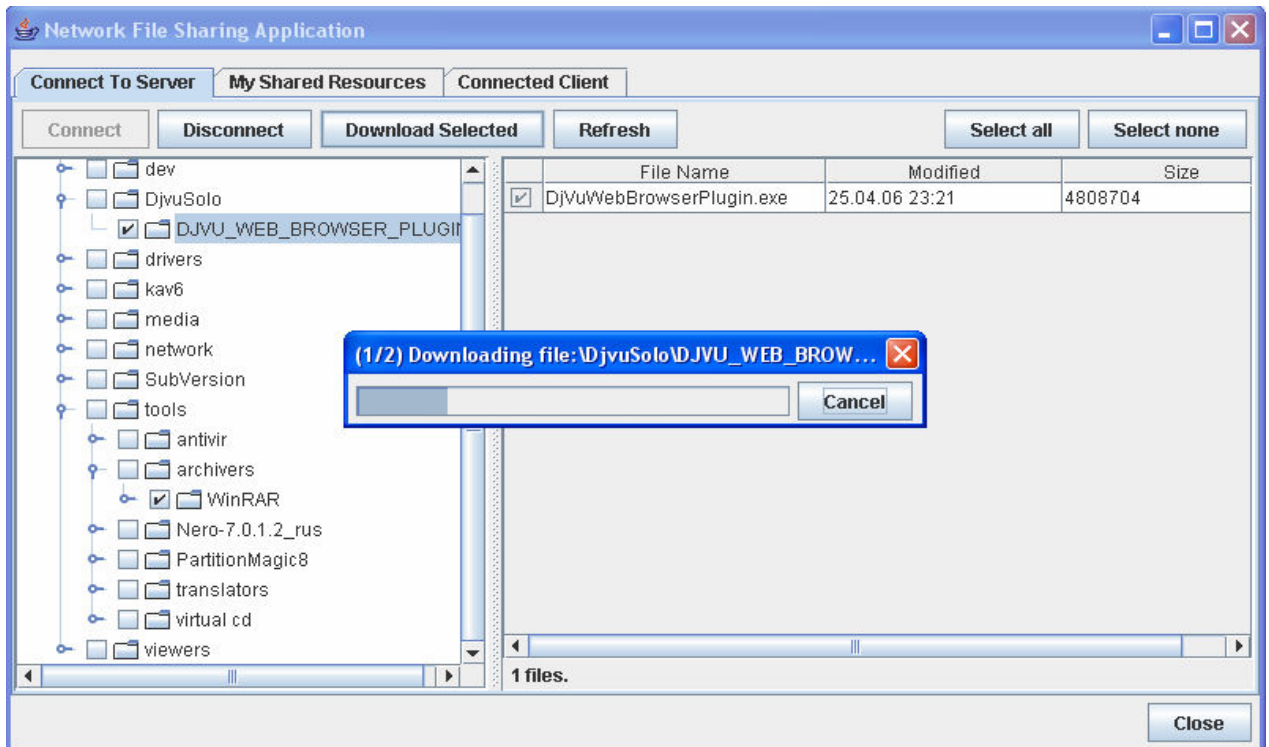 Network File Sharing Application
Connect To Server My Shared Resources Connected Client
Connect Disconnect Download Selected Refresh Select all Select none
dev
DjvuSolo
DJVU_WEB_BROWSER_PLUGIN
drivers
kav6
media
network
SubVersion
tools
antivir
archivers
WinRAR
Nero-7.0.1.2_rus
PartitionMagic8
translators
virtual cd
viewers
File Name Modified Size
DjVuWebBrowserPlugin.exe 25.04.06 23:21 4808704
(1/2) Downloading file:\DjvuSolo\DJVU_WEB_BROW...
Cancel
1 files.
Close